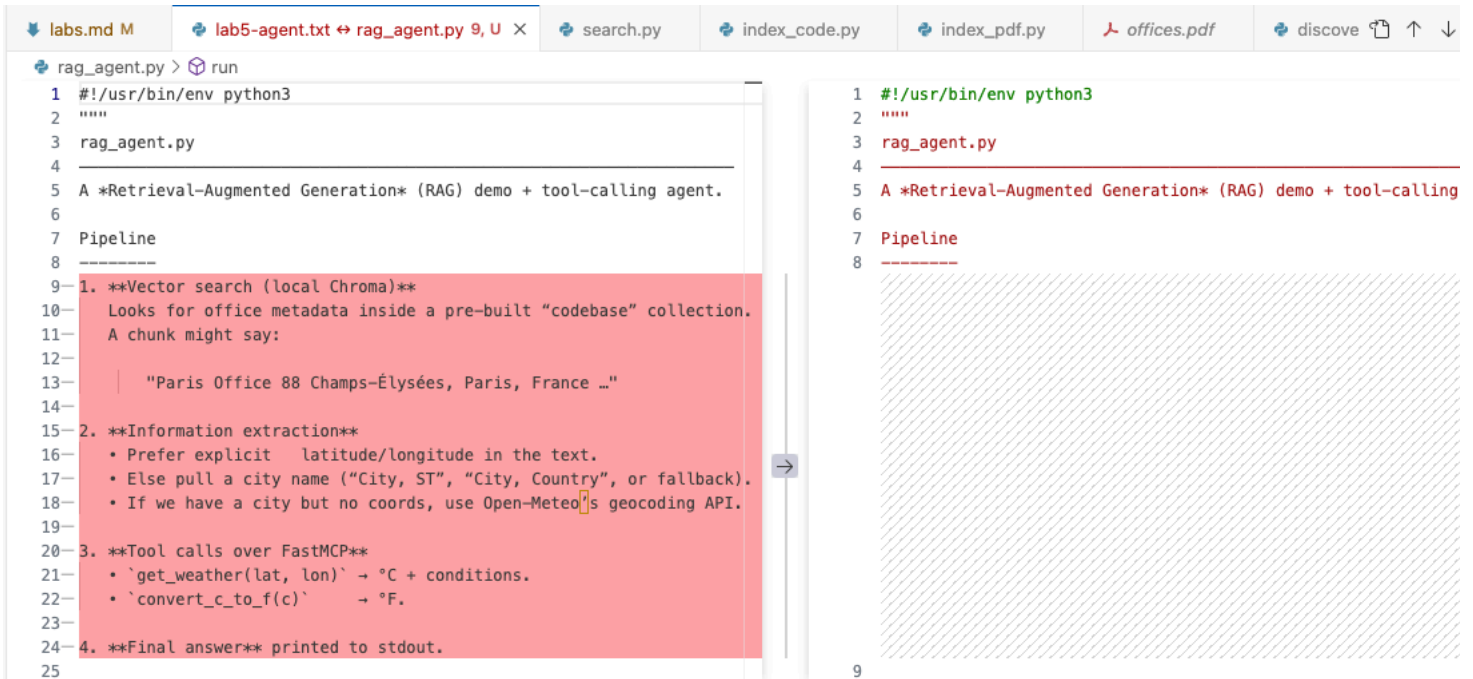 labs.md M
lab5-agent.txt ↔ rag_agent.py 9, U ×
search.py
index_code.py
index_pdf.py
offices.pdf
discove
rag_agent.py > run
1 #!/usr/bin/env python3
2 """
3 rag_agent.py
4 ────────────────────────────────
5 A *Retrieval-Augmented Generation* (RAG) demo + tool-calling agent.
6
7 Pipeline
8 --------
9— 1. **Vector search (local Chroma)**
10— Looks for office metadata inside a pre-built “codebase” collection.
11— A chunk might say:
12—
13— "Paris Office 88 Champs-Élysées, Paris, France …"
14—
15— 2. **Information extraction**
16— • Prefer explicit latitude/longitude in the text.
17— • Else pull a city name (“City, ST”, “City, Country”, or fallback).
18— • If we have a city but no coords, use Open-Meteo’s geocoding API.
19—
20— 3. **Tool calls over FastMCP**
21— • `get_weather(lat, lon)` → °C + conditions.
22— • `convert_c_to_f(c)` → °F.
23—
24— 4. **Final answer** printed to stdout.
25
1 #!/usr/bin/env python3
2 """
3 rag_agent.py
4 ────────────────────────────────
5 A *Retrieval-Augmented Generation* (RAG) demo + tool-calling
6
7 Pipeline
8 --------
9